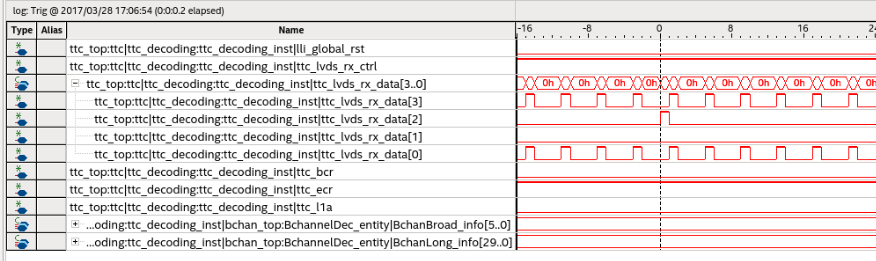 log: Trig @ 2017/03/28 17:06:54 (0:0:0.2 elapsed)
Type Alias Name -16 -8 0 8 16 24
ttc_top:ttc|ttc_decoding:ttc_decoding_inst|lli_global_rst
ttc_top:ttc|ttc_decoding:ttc_decoding_inst|ttc_lvds_rx_ctrl
ttc_top:ttc|ttc_decoding:ttc_decoding_inst|ttc_lvds_rx_data[3..0] 0h 0h 0h 0h 0h 0h 0h 0h 0h
ttc_top:ttc|ttc_decoding:ttc_decoding_inst|ttc_lvds_rx_data[3]
ttc_top:ttc|ttc_decoding:ttc_decoding_inst|ttc_lvds_rx_data[2]
ttc_top:ttc|ttc_decoding:ttc_decoding_inst|ttc_lvds_rx_data[1]
ttc_top:ttc|ttc_decoding:ttc_decoding_inst|ttc_lvds_rx_data[0]
ttc_top:ttc|ttc_decoding:ttc_decoding_inst|ttc_bcr
ttc_top:ttc|ttc_decoding:ttc_decoding_inst|ttc_ecr
ttc_top:ttc|ttc_decoding:ttc_decoding_inst|ttc_l1a
...oding:ttc_decoding_inst|bchan_top:BchannelDec_entity|BchanBroad_info[5..0]
...oding:ttc_decoding_inst|bchan_top:BchannelDec_entity|BchanLong_info[29..0]